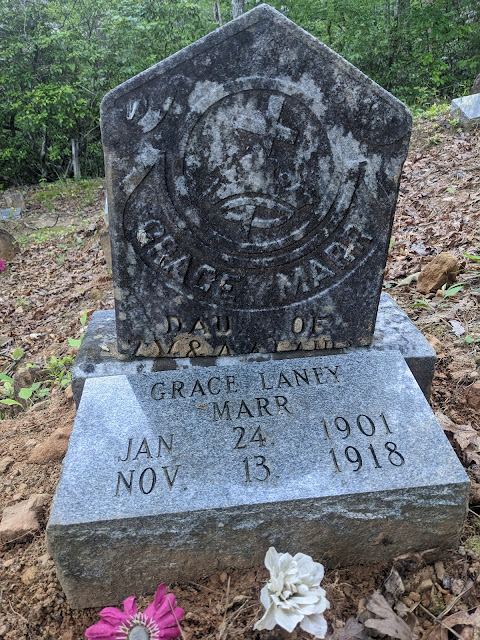 GRACE MARR
DAU OF
GRACE LANEY
MARR
JAN 24 1901
NOV. 13 1918